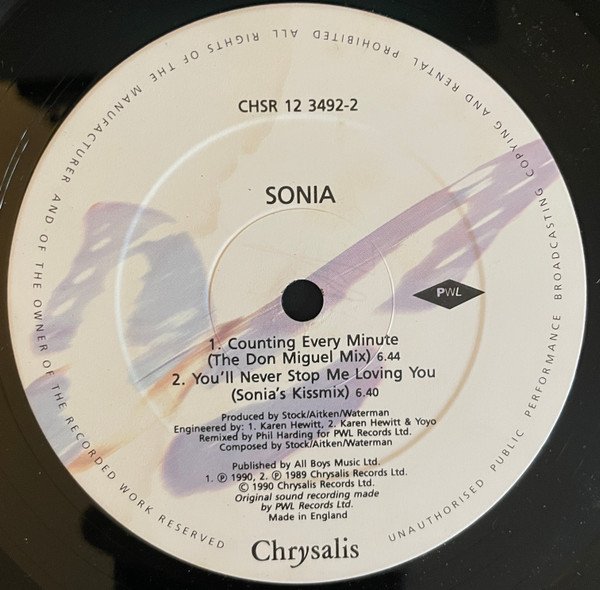 CHSR 12 3492-2
SONIA
PWL
1. Counting Every Minute
(The Don Miguel Mix) 6.44
2. You'll Never Stop Me Loving You
(Sonia's Kissmix) 6.40
Produced by Stock/Aitken/Waterman
Engineered by: 1. Karen Hewitt, 2. Karen Hewitt & Yoyo
Remixed by Phil Harding for PWL Records Ltd.
Composed by Stock/Aitken/Waterman
Published by All Boys Music Ltd.
1. ℗ 1990, 2. ℗ 1989 Chrysalis Records Ltd.
© 1990 Chrysalis Records Ltd.
Original sound recording made
by PWL Records Ltd.
Made in England
Chrysalis
ALL RIGHTS OF THE MANUFACTURER AND OF THE OWNER OF THE RECORDED WORK RESERVED
UNAUTHORISED PUBLIC PERFORMANCE BROADCASTING COPYING AND RENTAL PROHIBITED